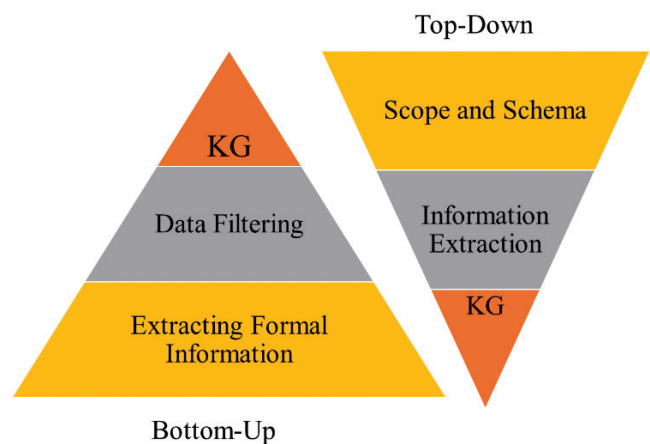 Top-Down
Scope and Schema
Information
Extraction
KG
KG
Data Filtering
Extracting Formal
Information
Bottom-Up